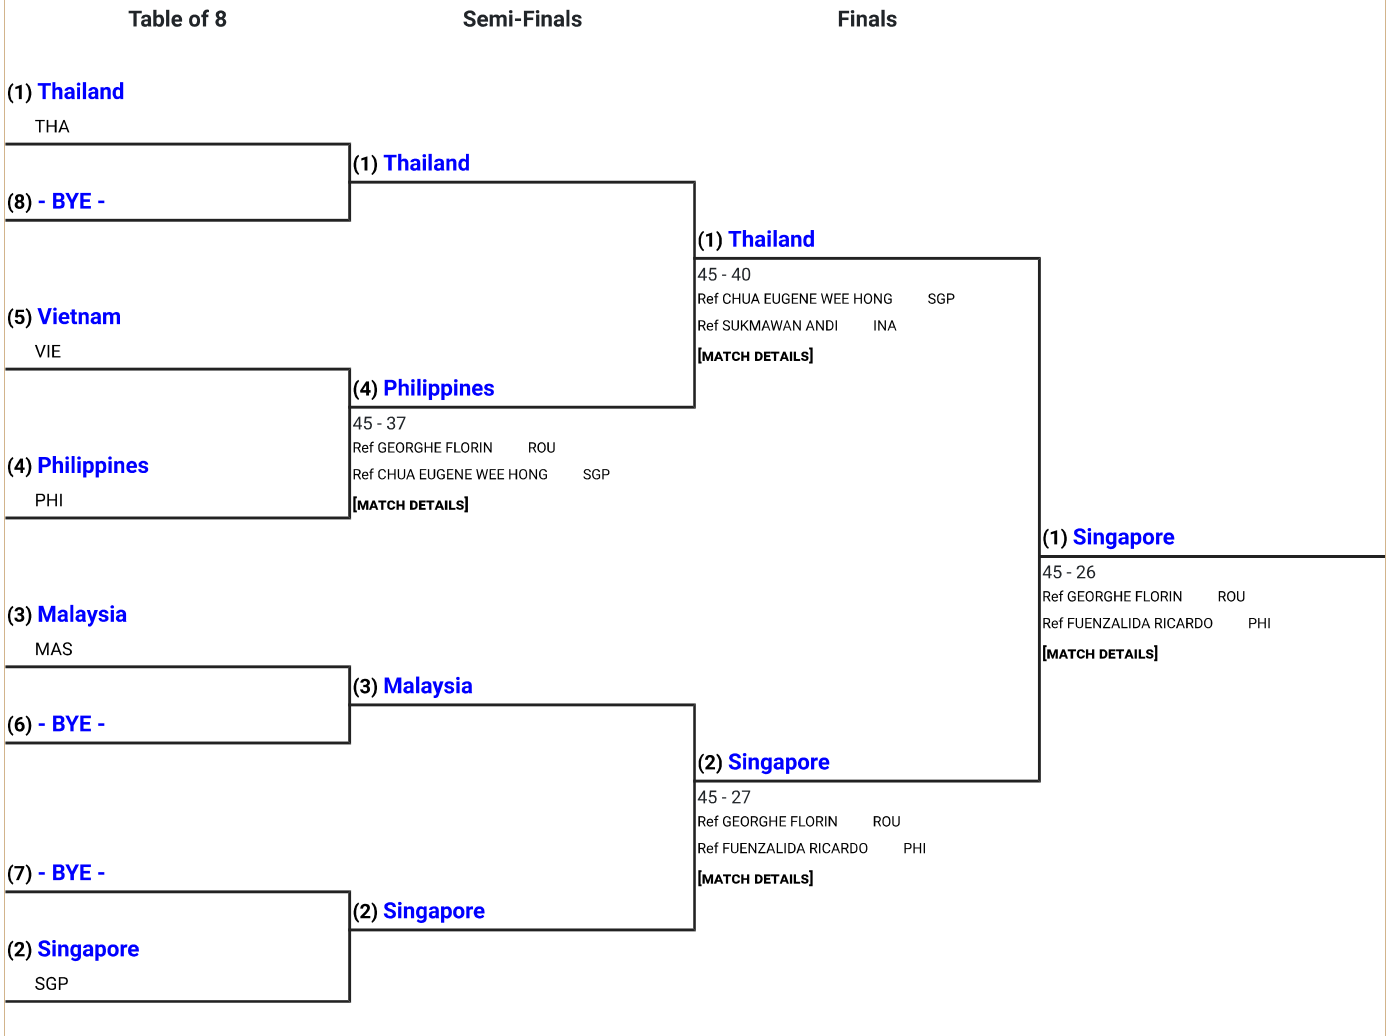 Table of 8
Semi-Finals
Finals
(1) Thailand
THA
(8) - BYE -
(5) Vietnam
VIE
(4) Philippines
PHI
(3) Malaysia
MAS
(6) - BYE -
(7) - BYE -
(2) Singapore
SGP
(1) Thailand
(4) Philippines
45 - 37
Ref GEORGHE FLORIN ROU
Ref CHUA EUGENE WEE HONG SGP
[MATCH DETAILS]
(3) Malaysia
(2) Singapore
(1) Thailand
45 - 40
Ref CHUA EUGENE WEE HONG SGP
Ref SUKMAWAN ANDI INA
[MATCH DETAILS]
(2) Singapore
45 - 27
Ref GEORGHE FLORIN ROU
Ref FUENZALIDA RICARDO PHI
[MATCH DETAILS]
(1) Singapore
45 - 26
Ref GEORGHE FLORIN ROU
Ref FUENZALIDA RICARDO PHI
[MATCH DETAILS]